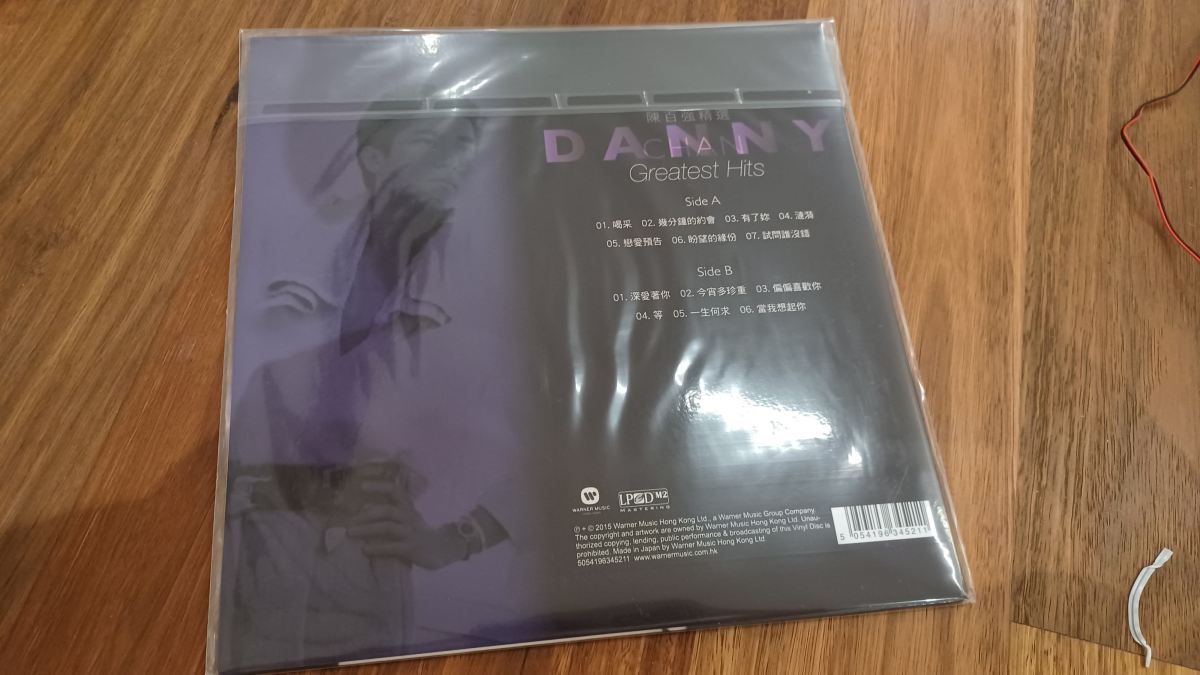 陳百強精選
DANNY
CHAN
Greatest Hits
Side A
01. 喝采 02. 幾分鐘的約會 03. 有了妳 04. 漣漪
05. 戀愛預告 06. 盼望的緣份 07. 試問誰沒錯
Side B
01. 深愛著你 02. 今宵多珍重 03. 偏偏喜歡你
04. 等 05. 一生何求 06. 當我想起你
WARNER MUSIC
LPCD M2
MASTERING
℗ + © 2015 Warner Music Hong Kong Ltd., a Warner Music Group Company.
The copyright and artwork are owned by Warner Music Hong Kong Ltd. Unau-
thorized copying, lending, public performance & broadcasting of this Vinyl Disc is
prohibited. Made in Japan by Warner Music Hong Kong Ltd.
5054196345211 www.warnermusic.com.hk
5 054196 345211